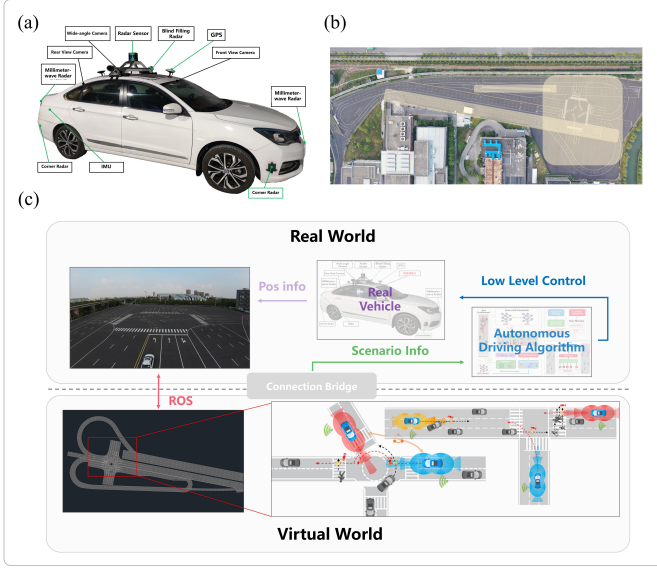 (a)
(b)
Wide-angle Camera
Radar Sensor
Blind Filling
Radar
GPS
Rear View Camera
Front View Camera
Millimeter-
wave Radar
Millimeter-
wave Radar
Corner Radar
IMU
Corner Radar
(c)
Real World
Pos info
Real
Vehicle
Low Level Control
Autonomous
Driving Algorithm
Scenario Info
Connection Bridge
ROS
Virtual World